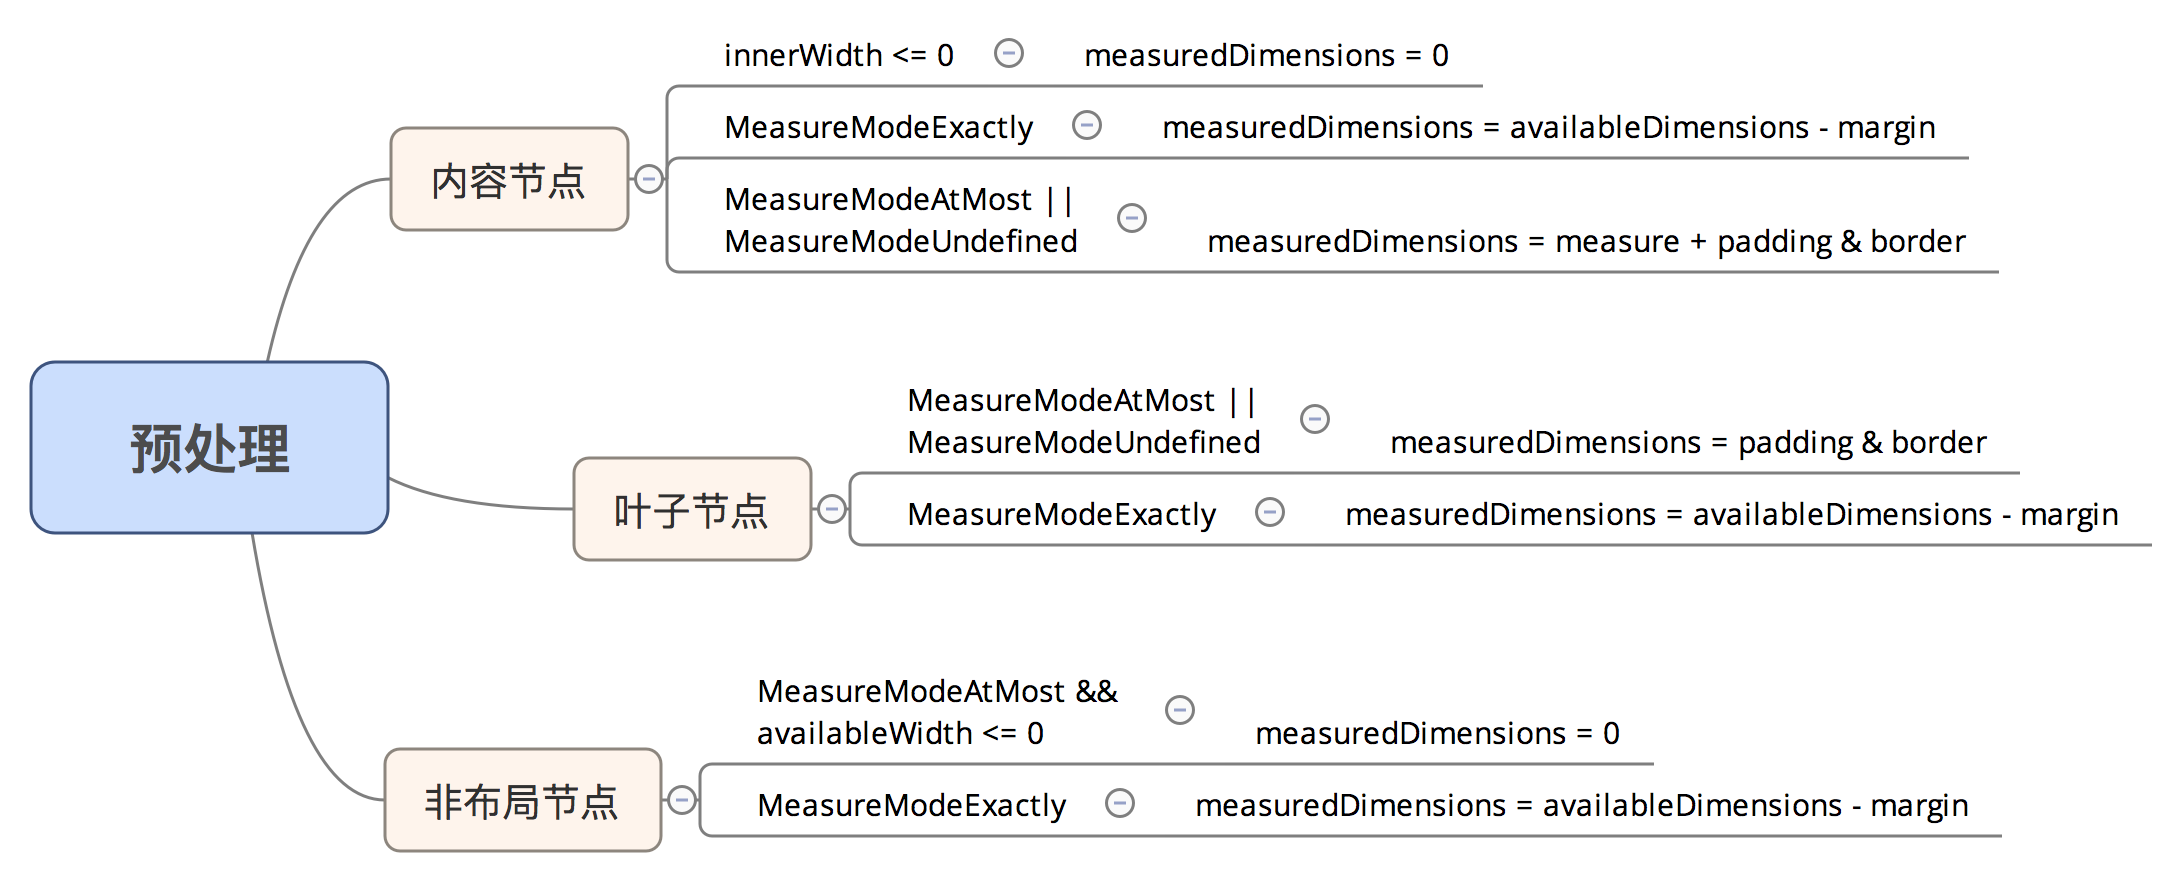 预处理
内容节点
innerWidth <= 0
measuredDimensions = 0
MeasureModeExactly
measuredDimensions = availableDimensions - margin
MeasureModeAtMost ||
MeasureModeUndefined
measuredDimensions = measure + padding & border
叶子节点
MeasureModeAtMost ||
MeasureModeUndefined
measuredDimensions = padding & border
MeasureModeExactly
measuredDimensions = availableDimensions - margin
非布局节点
MeasureModeAtMost &&
availableWidth <= 0
measuredDimensions = 0
MeasureModeExactly
measuredDimensions = availableDimensions - margin